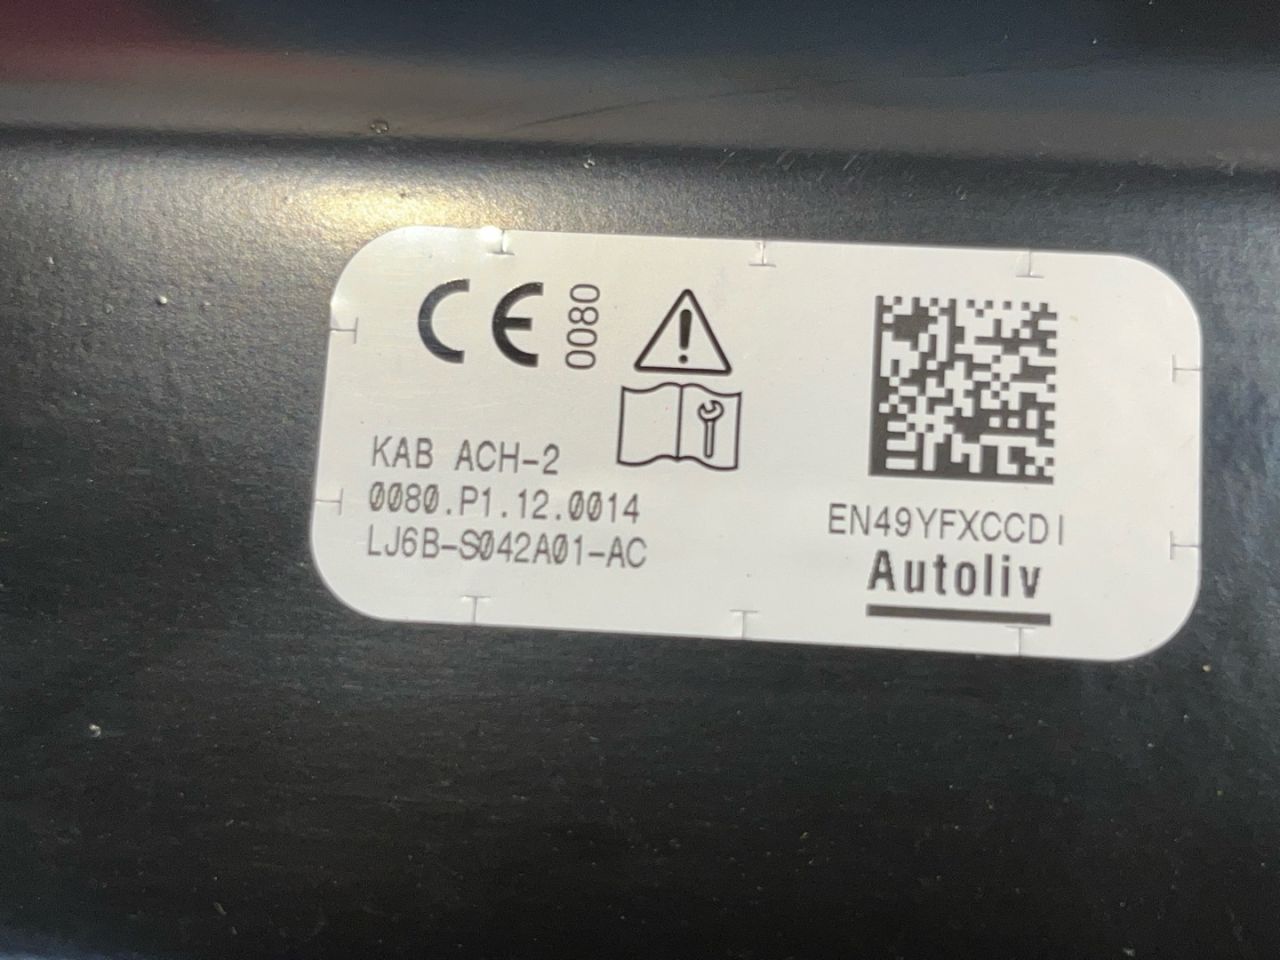 CE 0080
KAB ACH-2
0080.P1.12.0014
LJ6B-S042A01-AC
EN49YFXCCDI
Autoliv